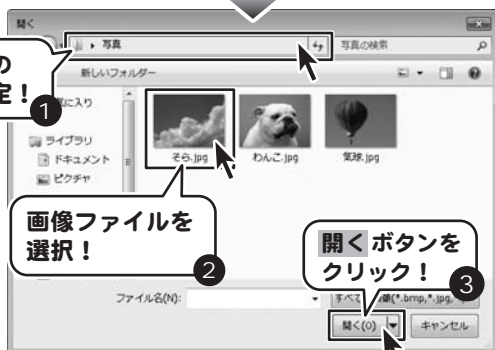 開く
写真
写真の検索
の
定！
1
新しいフォルダー
に入り
ライブラリ
ドキュメント
ピクチャ
そら.jpg
わんこ.jpg
気球.jpg
画像ファイルを
選択！
2
開く ボタンを
クリック！
3
ファイル名(N):
すべて
(*.bmp,*.jpg,
開く(O)
キャンセル